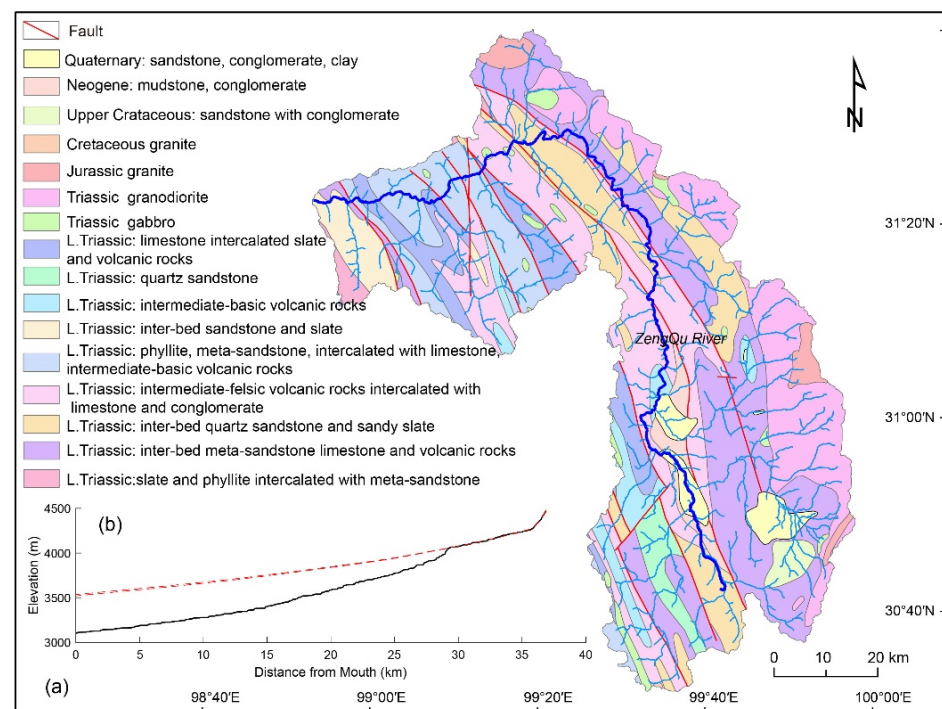 Fault
Quaternary: sandstone, conglomerate, clay
Neogene: mudstone, conglomerate
Upper Crataceous: sandstone with conglomerate
Cretaceous granite
Jurassic granite
Triassic granodiorite
Triassic gabbro
L.Triassic: limestone intercalated slate
and volcanic rocks
L.Triassic: quartz sandstone
L.Triassic: intermediate-basic volcanic rocks
L.Triassic: inter-bed sandstone and slate
L.Triassic: phyllite, meta-sandstone, intercalated with limestone,
intermediate-basic volcanic rocks
L.Triassic: intermediate-felsic volcanic rocks intercalated with
limestone and conglomerate
L.Triassic: inter-bed quartz sandstone and sandy slate
L.Triassic: inter-bed meta-sandstone limestone and volcanic rocks
L.Triassic:slate and phyllite intercalated with meta-sandstone
N
ZengQu River
31°20'N
31°00'N
30°40'N
(b)
4500
4000
3500
3000
Elevation (m)
0 5 10 15 20 25 30 35 40
Distance from Mouth (km)
0 10 20 km
(a)
98°40'E 99°00'E 99°20'E 99°40'E 100°00'E